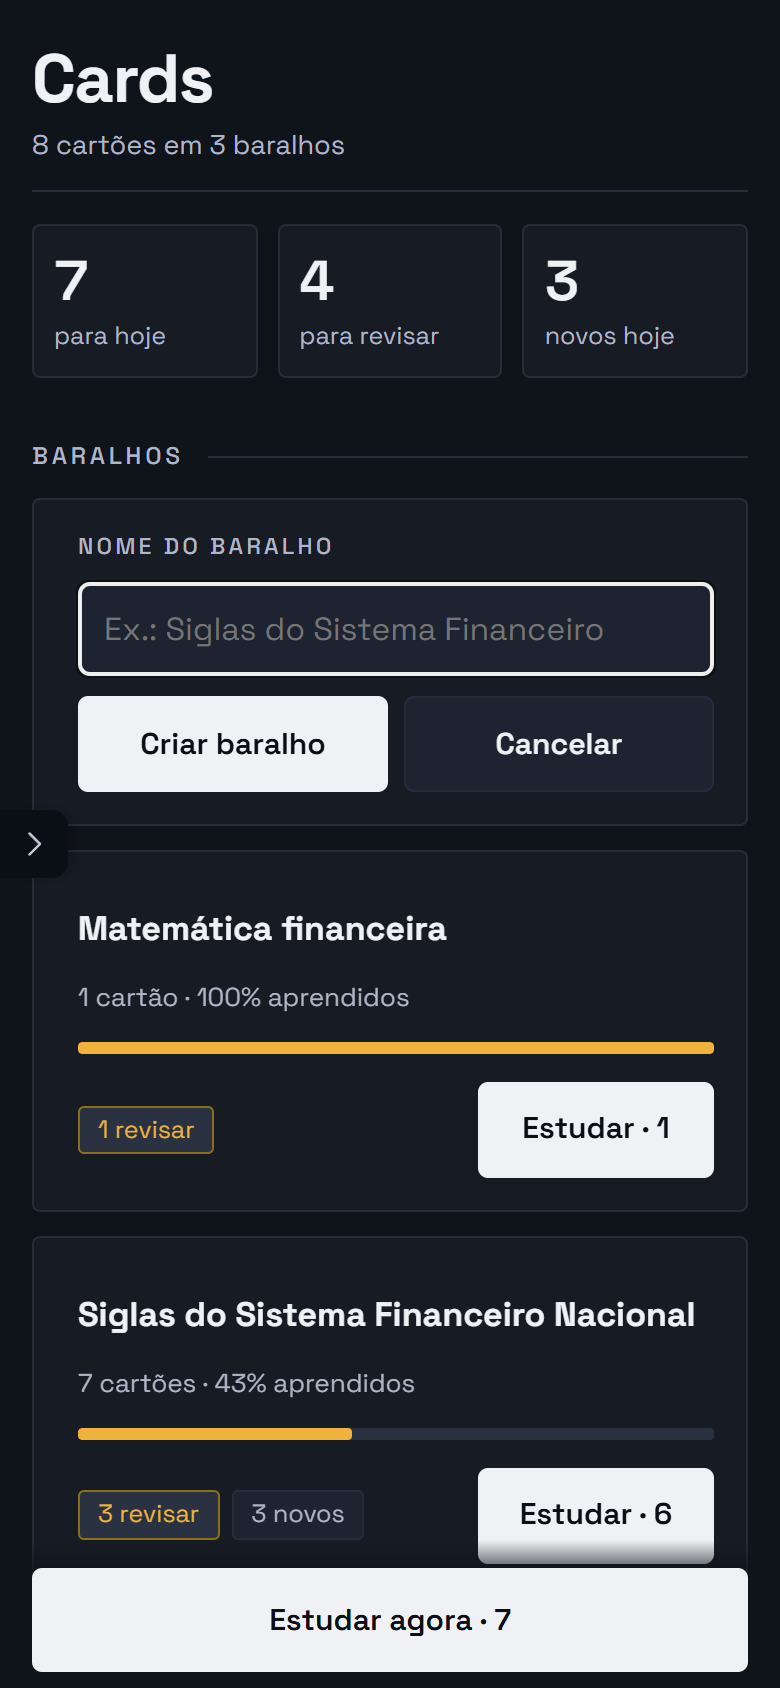 Cards
8 cartões em 3 baralhos
7
para hoje
4
para revisar
3
novos hoje
BARALHOS
NOME DO BARALHO
Ex.: Siglas do Sistema Financeiro
Criar baralho
Cancelar
Matemática financeira
1 cartão · 100% aprendidos
1 revisar
Estudar · 1
Siglas do Sistema Financeiro Nacional
7 cartões · 43% aprendidos
3 revisar
3 novos
Estudar · 6
Estudar agora · 7